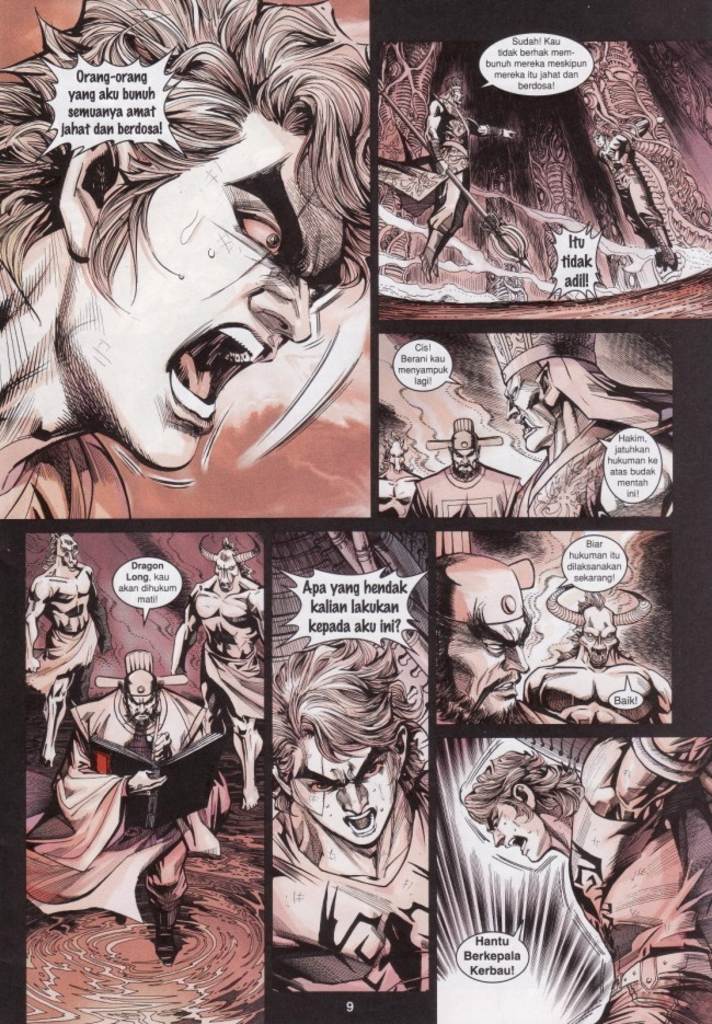 Orang-orang
yang aku bunuh
semuanya amat
jahat dan berdosa!
Sudah! Kau
tidak berhak mem-
bunuh mereka meskipun
mereka itu jahat dan
berdosa!
Itu
tidak
adil!
Cis!
Berani kau
menyampuk
lagi!
Hakim,
jatuhkan
hukuman ke
atas budak
mentah
ini!
Dragon
Long, kau
akan dihukum
mati!
Apa yang hendak
kalian lakukan
kepada aku ini?
Biar
hukuman itu
dilaksanakan
sekarang!
Baik!
Hantu
Berkepala
Kerbau!
9